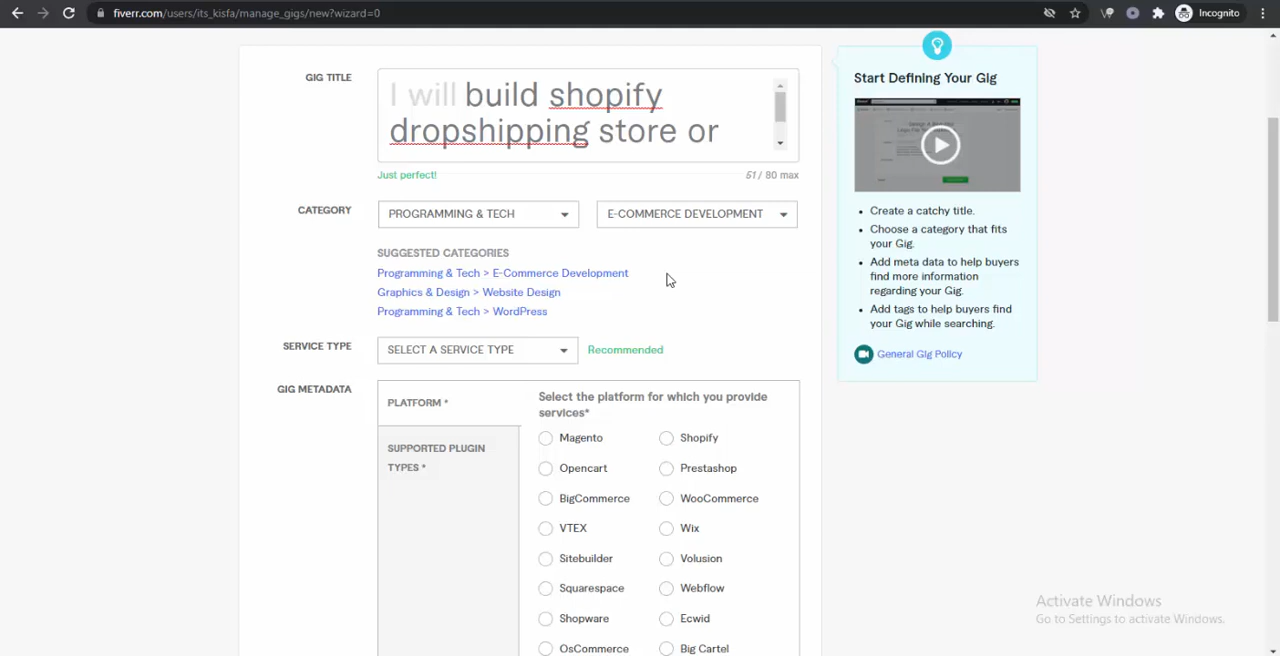 fiverr.com/users/its_kisfa/manage_gigs/new?wizard=0
Incognito
GIG TITLE
I will build shopify
dropshipping store or
Just perfect!
51 / 80 max
CATEGORY
PROGRAMMING & TECH
E-COMMERCE DEVELOPMENT
SUGGESTED CATEGORIES
Programming & Tech > E-Commerce Development
Graphics & Design > Website Design
Programming & Tech > WordPress
SERVICE TYPE
SELECT A SERVICE TYPE
Recommended
GIG METADATA
PLATFORM *
SUPPORTED PLUGIN
TYPES *
Select the platform for which you provide
services*
Magento
Shopify
Opencart
Prestashop
BigCommerce
WooCommerce
VTEX
Wix
Sitebuilder
Volusion
Squarespace
Webflow
Shopware
Ecwid
OsCommerce
Big Cartel
Start Defining Your Gig
Create a catchy title.
Choose a category that fits
your Gig.
Add meta data to help buyers
find more information
regarding your Gig.
Add tags to help buyers find
your Gig while searching.
General Gig Policy
Activate Windows
Go to Settings to activate Windows.